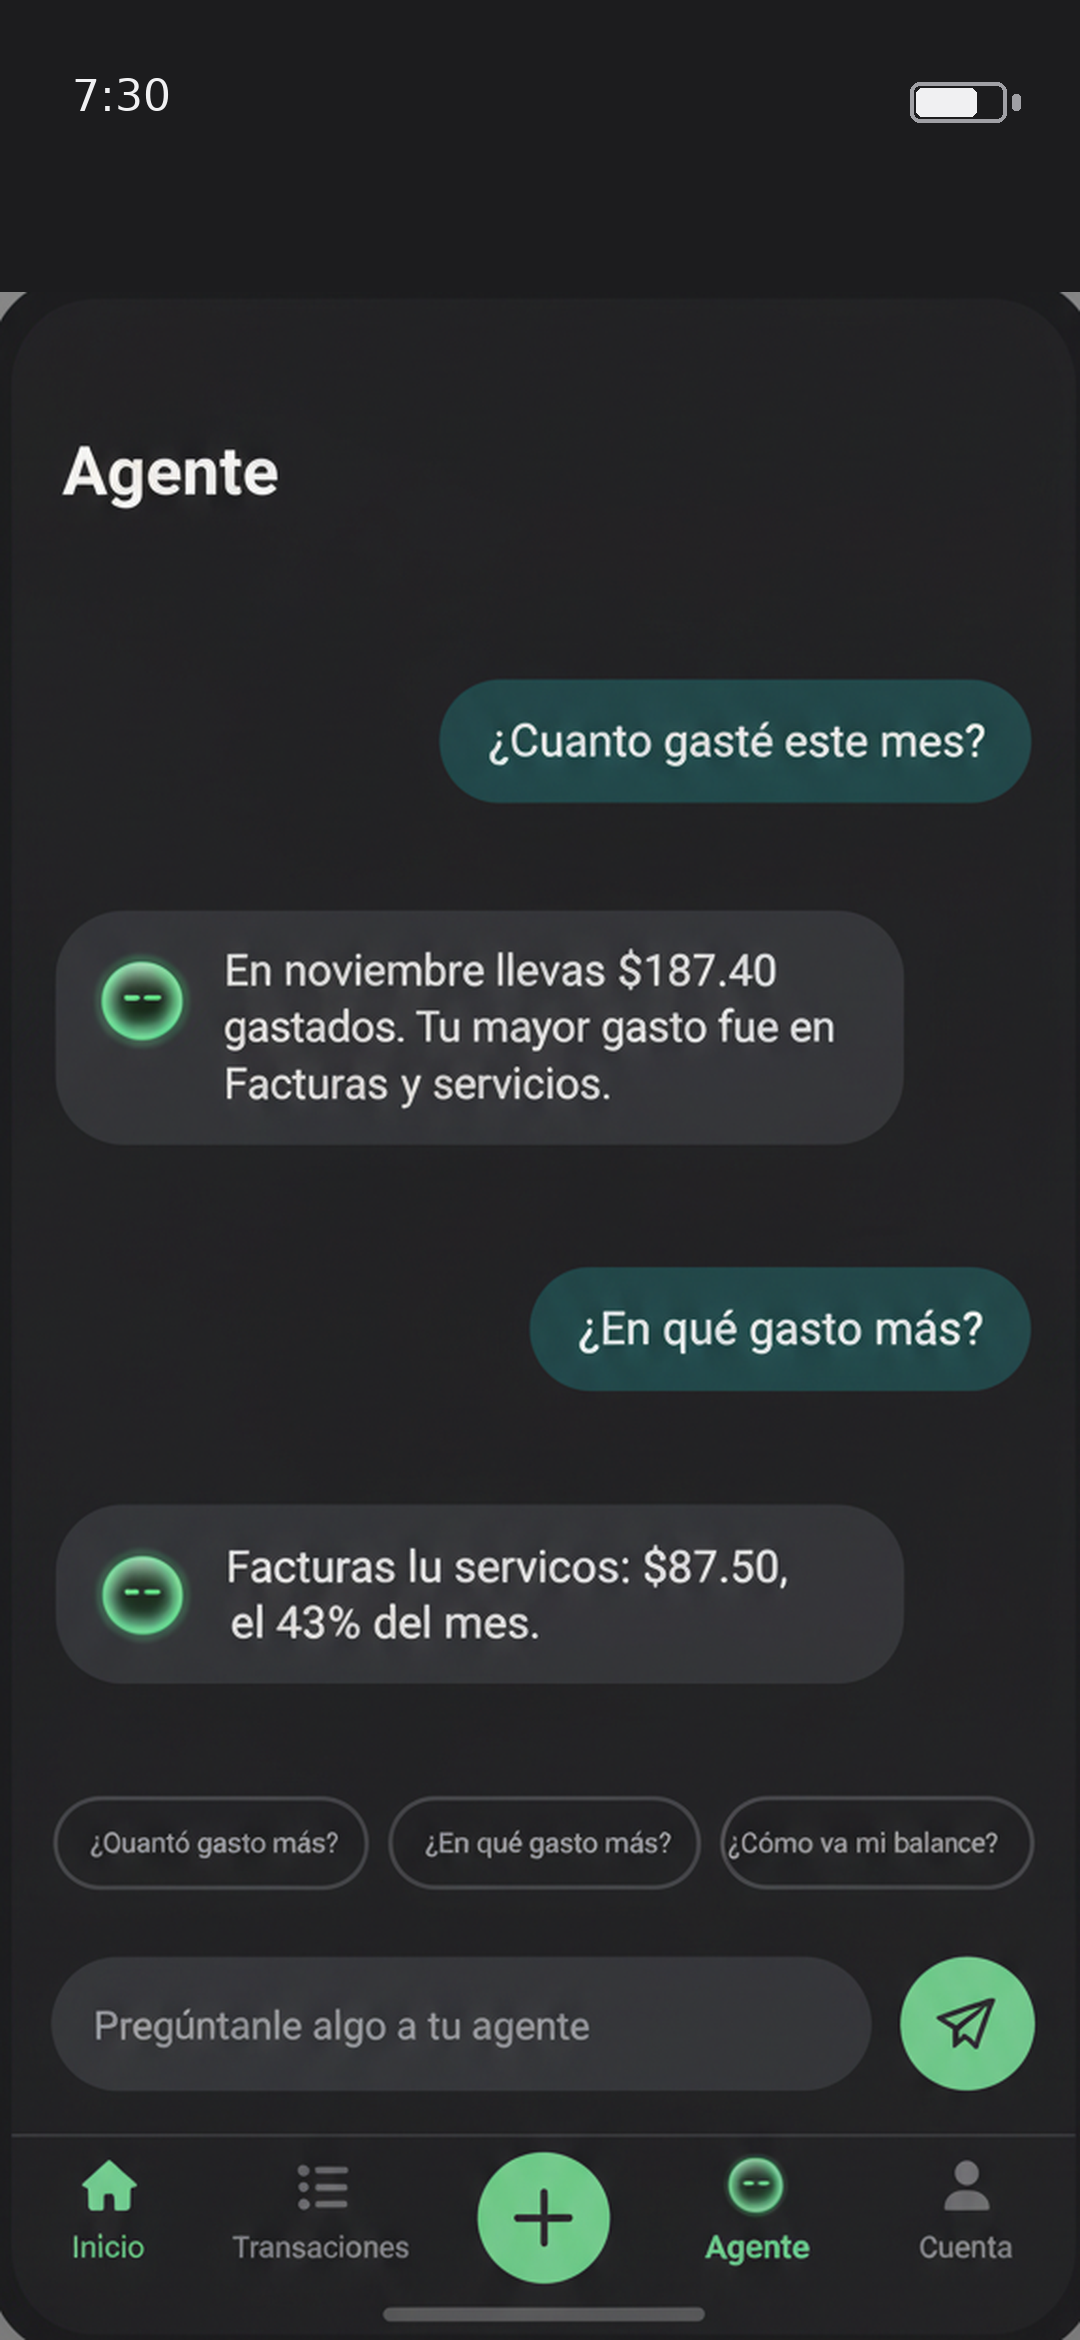 7:30
Agente
¿Cuanto gasté este mes?
En noviembre llevas $187.40
gastados. Tu mayor gasto fue en
Facturas y servicios.
¿En qué gasto más?
Facturas lu servicos: $87.50,
el 43% del mes.
¿Ouantó gasto más?
¿En qué gasto más?
¿Cómo va mi balance?
Pregúntanle algo a tu agente
Inicio
Transaciones
Agente
Cuenta